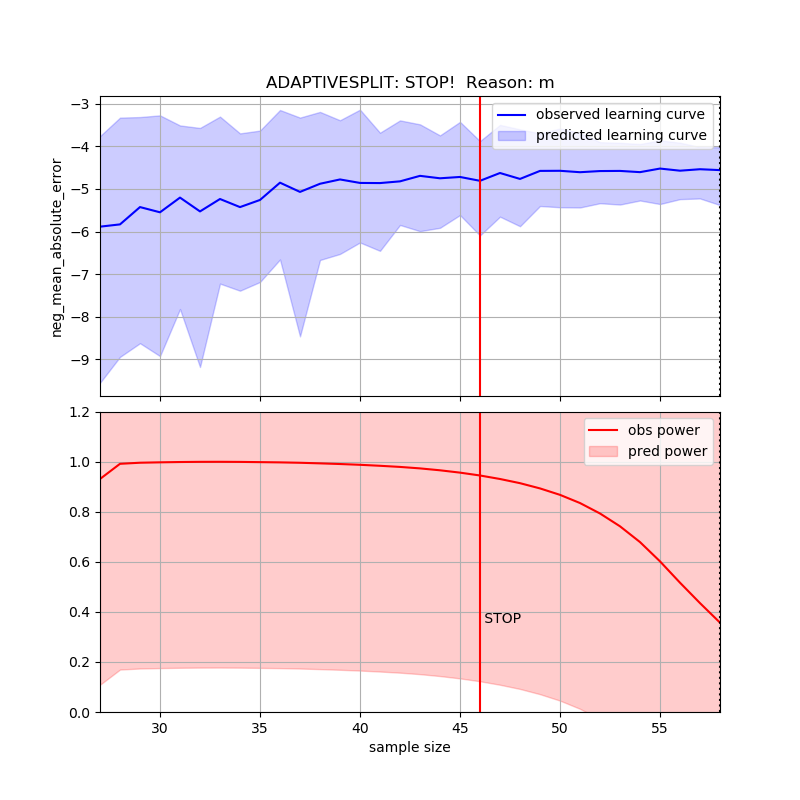 ADAPTIVESPLIT: STOP!  Reason: m
neg_mean_absolute_error
−3
−4
−5
−6
−7
−8
−9
observed learning curve
predicted learning curve
1.2
1.0
0.8
0.6
0.4
0.2
0.0
obs power
pred power
STOP
30 35 40 45 50 55
sample size